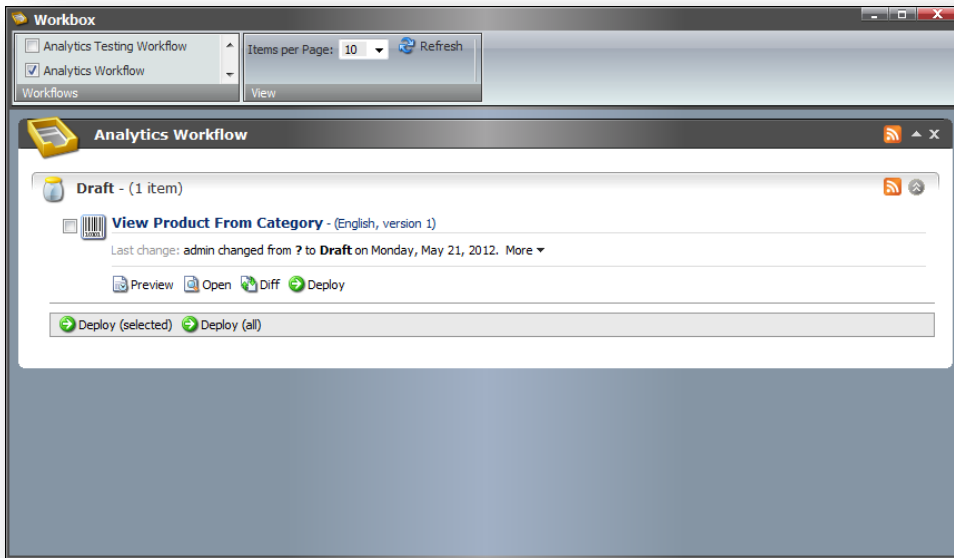 Workbox
Analytics Testing Workflow
Analytics Workflow
Workflows
Items per Page: 10 Refresh
View
Analytics Workflow
Draft - (1 item)
View Product From Category - (English, version 1)
Last change: admin changed from ? to Draft on Monday, May 21, 2012. More
Preview Open Diff Deploy
Deploy (selected) Deploy (all)